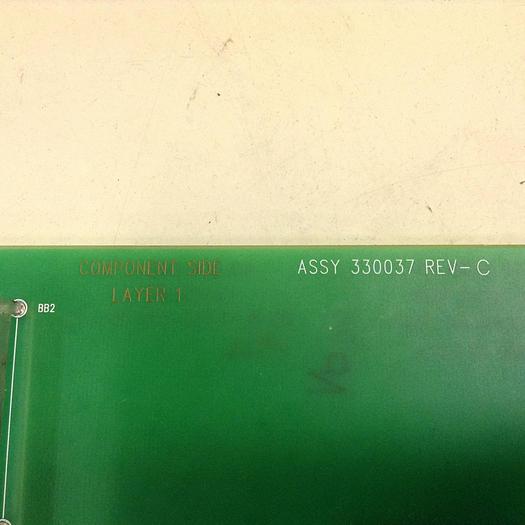 COMPONENT SIDE
LAYER 1
ASSY 330037 REV-C
BB2